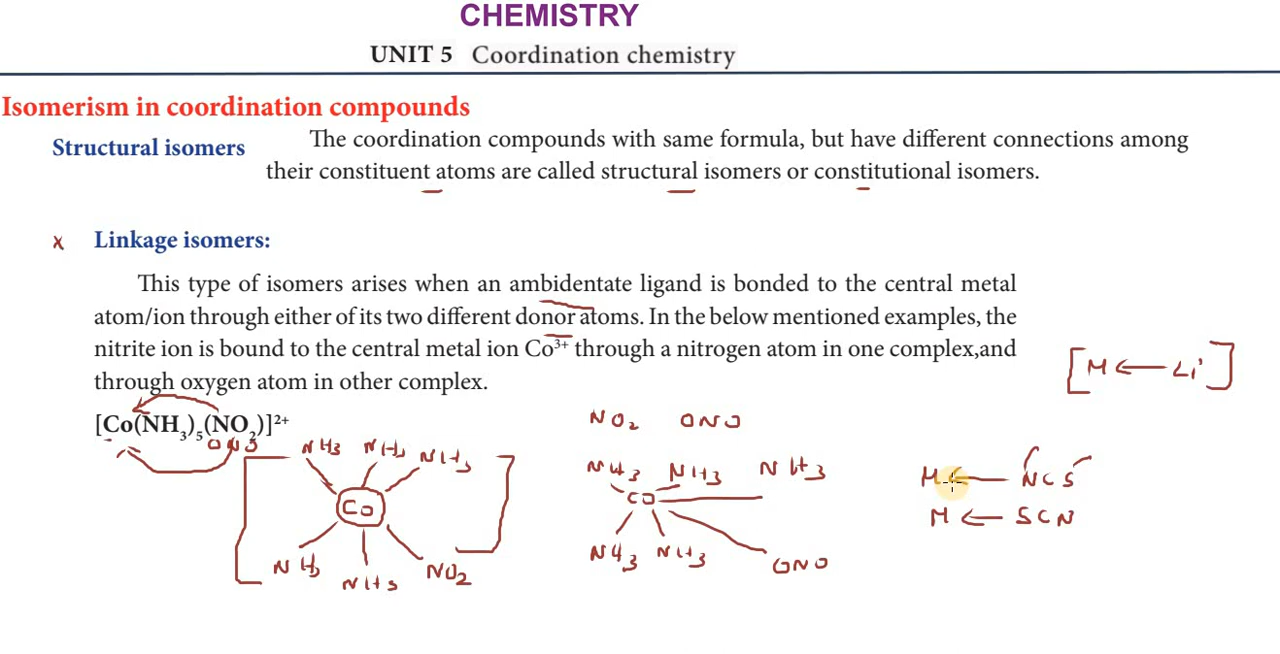 CHEMISTRY
UNIT 5 Coordination chemistry
Isomerism in coordination compounds
Structural isomers The coordination compounds with same formula, but have different connections among
their constituent atoms are called structural isomers or constitutional isomers.
x Linkage isomers:
This type of isomers arises when an ambidentate ligand is bonded to the central metal
atom/ion through either of its two different donor atoms. In the below mentioned examples, the
nitrite ion is bound to the central metal ion Co³⁺ through a nitrogen atom in one complex,and
through oxygen atom in other complex.
[M ← Li]
[Co(NH₃)₅(NO₂)]²⁺
ONO
NH3 NH3 NH3
Co
NH3 NH3 NO2
NO2 ONO
NH3 NH3 NH3
CO
NH3 NH3 ONO
M ← NCS
M ← SCN